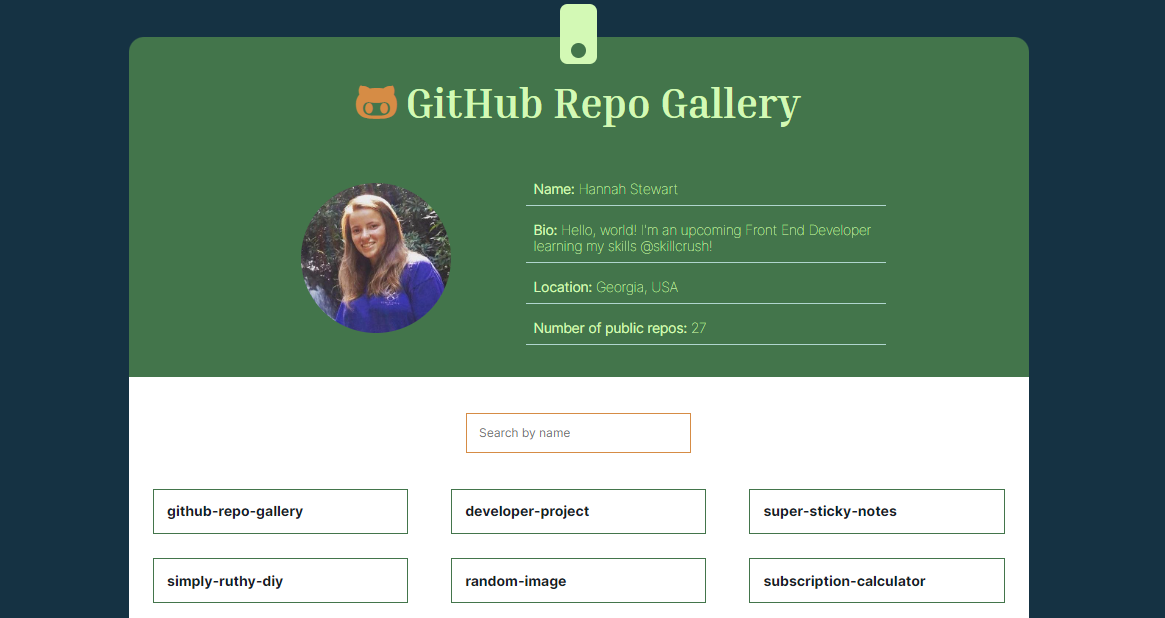 GitHub Repo Gallery
Name: Hannah Stewart
Bio: Hello, world! I'm an upcoming Front End Developer
learning my skills @skillcrush!
Location: Georgia, USA
Number of public repos: 27
Search by name
github-repo-gallery
developer-project
super-sticky-notes
simply-ruthy-diy
random-image
subscription-calculator